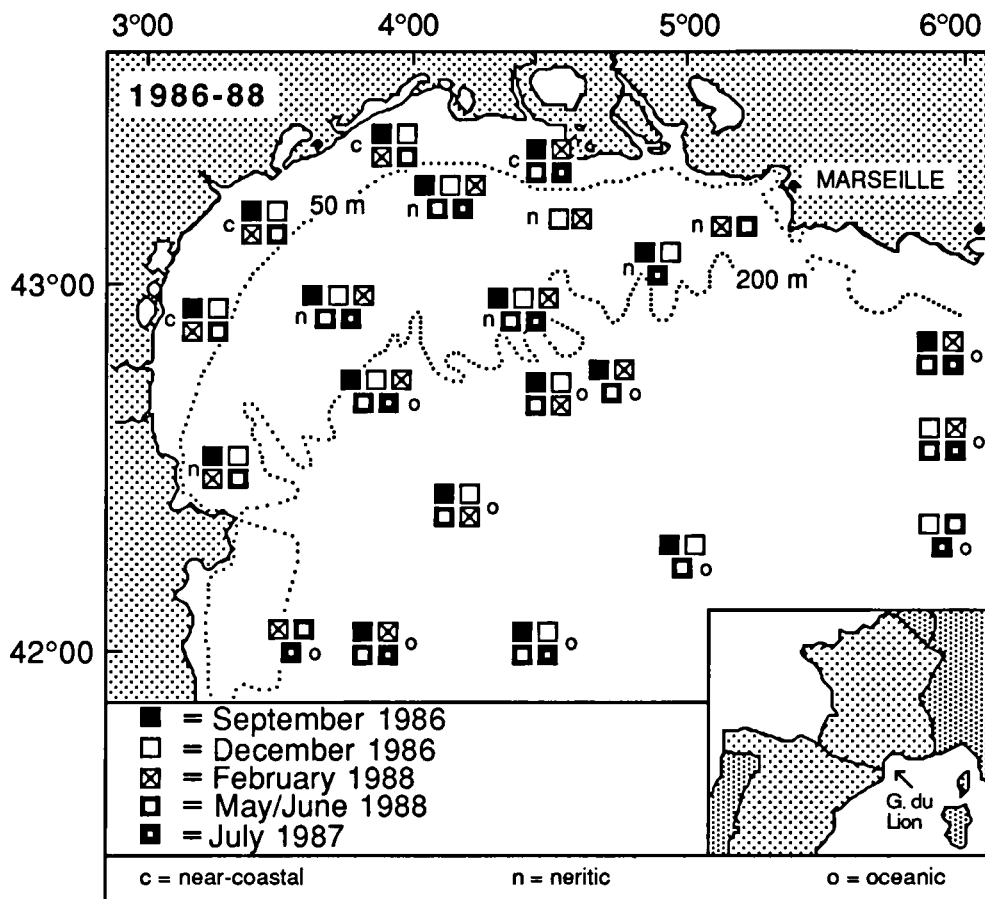 3°00 4°00 5°00 6°00
1986-88
c
c
n
n
n
MARSEILLE
50 m
c
n
43°00
200 m
c
n
n
o
o
o
o
n
o
o
o
o
42°00
o
o
o
= September 1986
= December 1986
= February 1988
= May/June 1988
= July 1987
G. du
Lion
c = near-coastal n = neritic o = oceanic